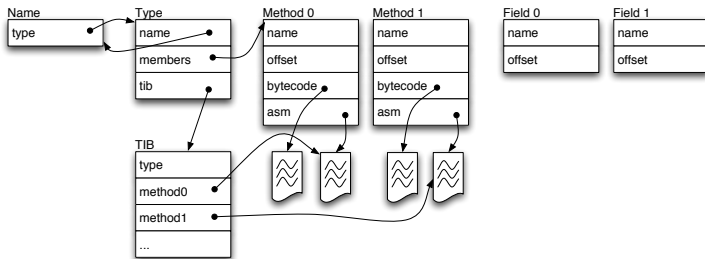 Name
type
Type
name
members
tib
Method 0
name
offset
bytecode
asm
Method 1
name
offset
bytecode
asm
Field 0
name
offset
Field 1
name
offset
TIB
type
method0
method1
...